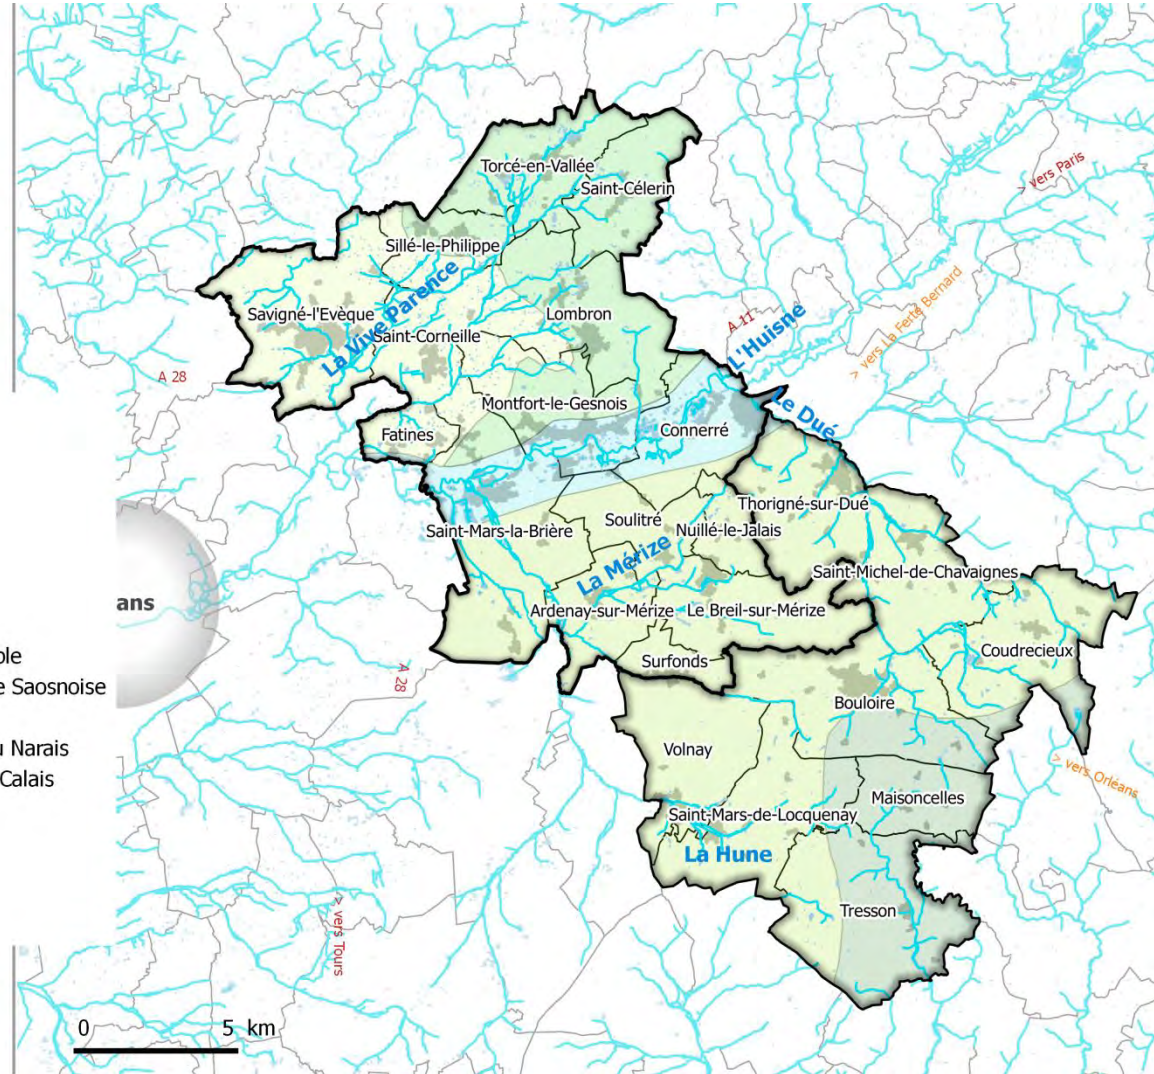 Torcé-en-Vallée
Saint-Célerin
vers Paris
Sillé-le-Philippe
La Vive Parence
Savigné-l'Evèque
Lombron
Saint-Corneille
A 11
L'Huisne
> vers La Ferté Bernard
A 28
Montfort-le-Gesnois
Le Dué
Fatines
Connerré
Thorigné-sur-Dué
Soulitré
Saint-Mars-la-Brière
Nuillé-le-Jalais
La Mérize
Saint-Michel-de-Chavaignes
ans
Ardenay-sur-Mérize
Le Breil-sur-Mérize
Coudrecieux
ole
Surfonds
e Saosnoise
A 28
Bouloire
u Narais
Volnay
Calais
> vers Orléans
Maisoncelles
Saint-Mars-de-Locquenay
La Hune
Tresson
> vers Tours
0 5 km